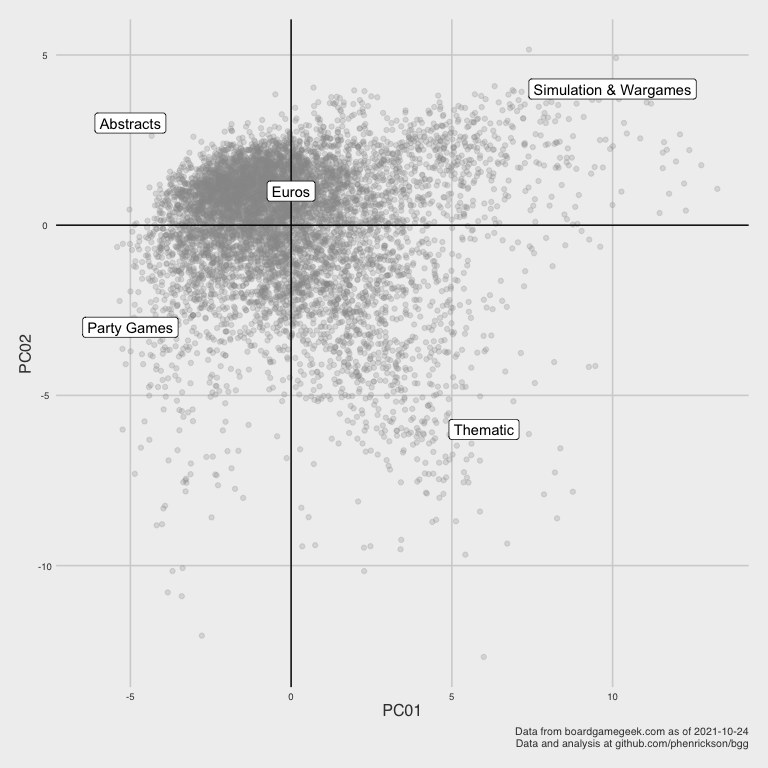 5
Simulation & Wargames
Abstracts
Euros
0
Party Games
PC02
-5
Thematic
-10
-5
0
5
10
PC01
Data from boardgamegeek.com as of 2021-10-24
Data and analysis at github.com/phenrickson/bgg